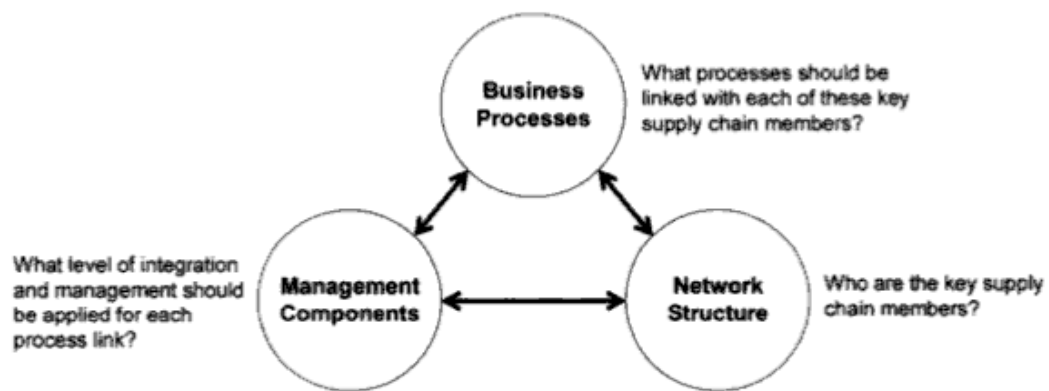 Business
Processes
What processes should be
linked with each of these key
supply chain members?
What level of integration
and management should
be applied for each
process link?
Management
Components
Network
Structure
Who are the key supply
chain members?